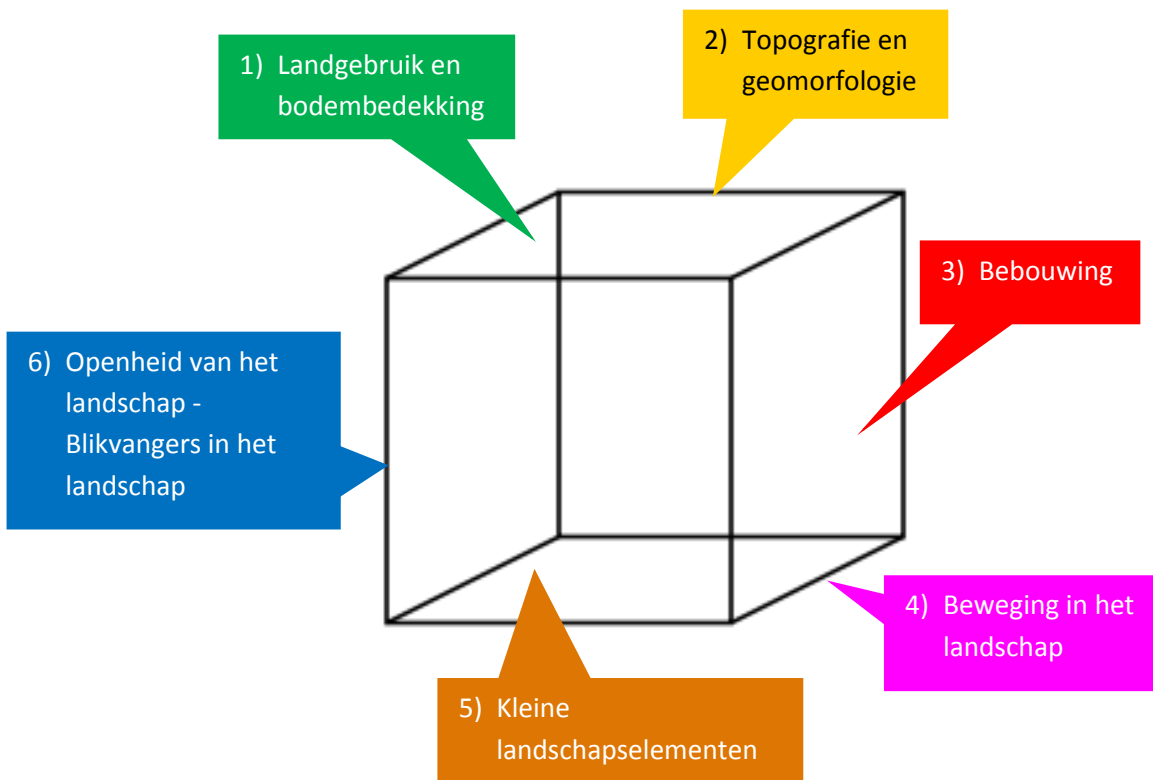 1) Landgebruik en
bodembedekking
2) Topografie en
geomorfologie
3) Bebouwing
4) Beweging in het
landschap
5) Kleine
landschapselementen
6) Openheid van het
landschap -
Blikvangers in het
landschap